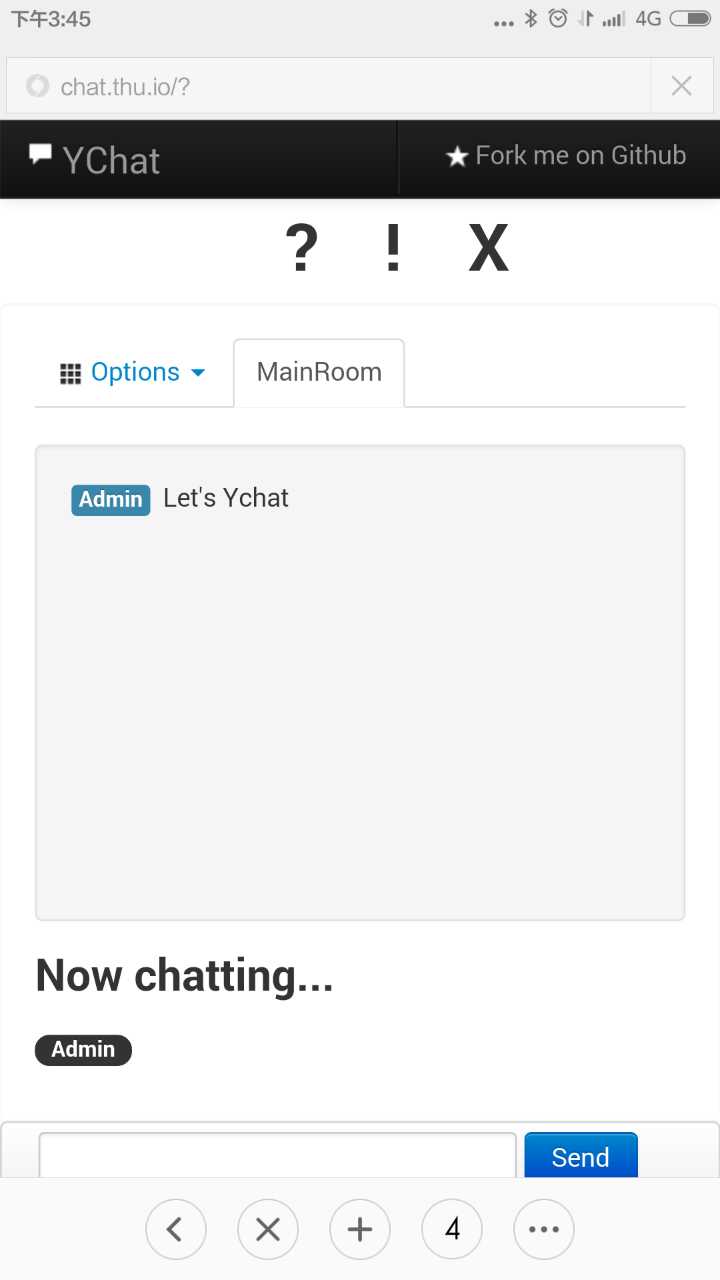 下午3:45 ... 4G
chat.thu.io/?
YChat Fork me on Github
? ! X
Options MainRoom
Admin Let's Ychat
Now chatting...
Admin
Send
4